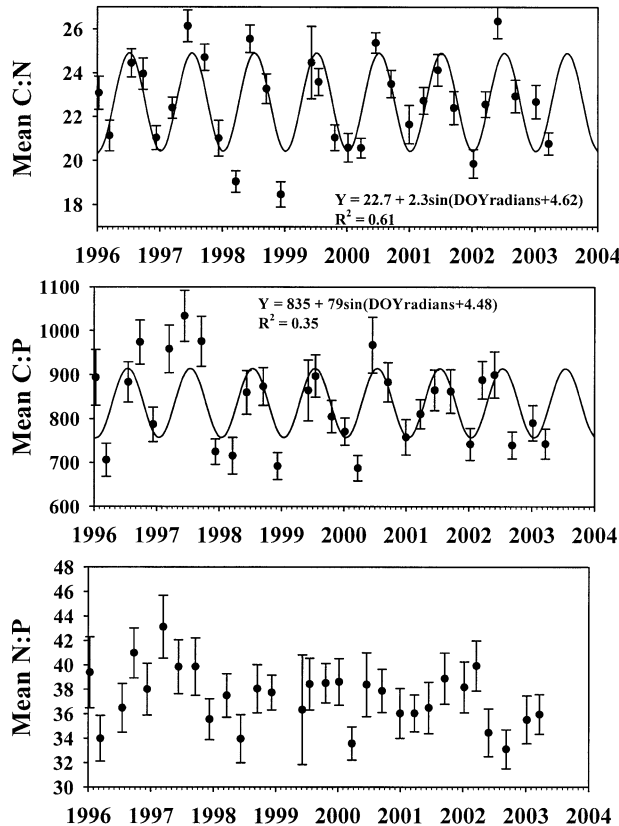 Mean C:N
26
24
22
20
18
Y = 22.7 + 2.3sin(DOYradians+4.62)
R² = 0.61
1996 1997 1998 1999 2000 2001 2002 2003 2004
Mean C:P
1100
1000
900
800
700
600
Y = 835 + 79sin(DOYradians+4.48)
R² = 0.35
1996 1997 1998 1999 2000 2001 2002 2003 2004
Mean N:P
48
46
44
42
40
38
36
34
32
30
1996 1997 1998 1999 2000 2001 2002 2003 2004